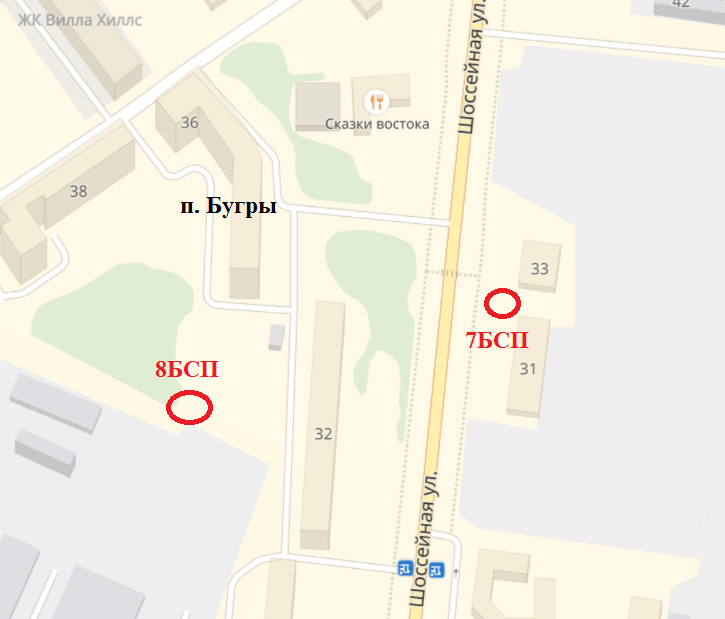 ЖК Вилла Хиллс
42
Шоссейная ул.
36
Сказки востока
38
п. Бугры
33
7БСП
31
8БСП
32
Шоссейная ул.